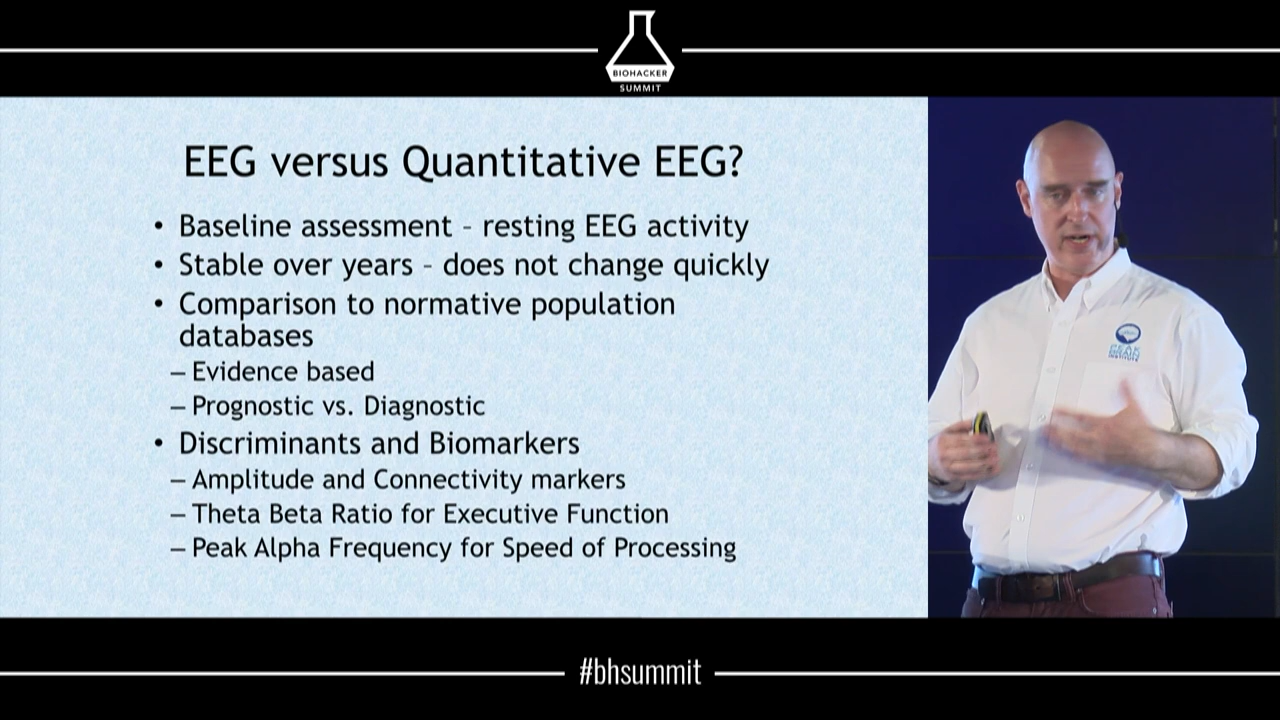 BIOHACKER
SUMMIT
EEG versus Quantitative EEG?
• Baseline assessment – resting EEG activity
• Stable over years – does not change quickly
• Comparison to normative population
databases
– Evidence based
– Prognostic vs. Diagnostic
• Discriminants and Biomarkers
– Amplitude and Connectivity markers
– Theta Beta Ratio for Executive Function
– Peak Alpha Frequency for Speed of Processing
PEAK
BRAIN
INSTITUTE
#bhsummit